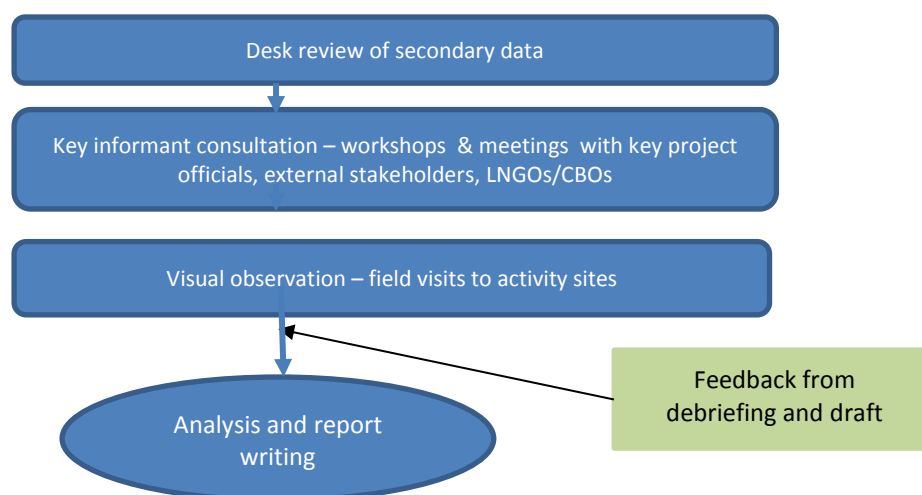 Desk review of secondary data
Key informant consultation – workshops & meetings with key project
officials, external stakeholders, LNGOs/CBOs
Visual observation – field visits to activity sites
Feedback from
debriefing and draft
Analysis and report
writing